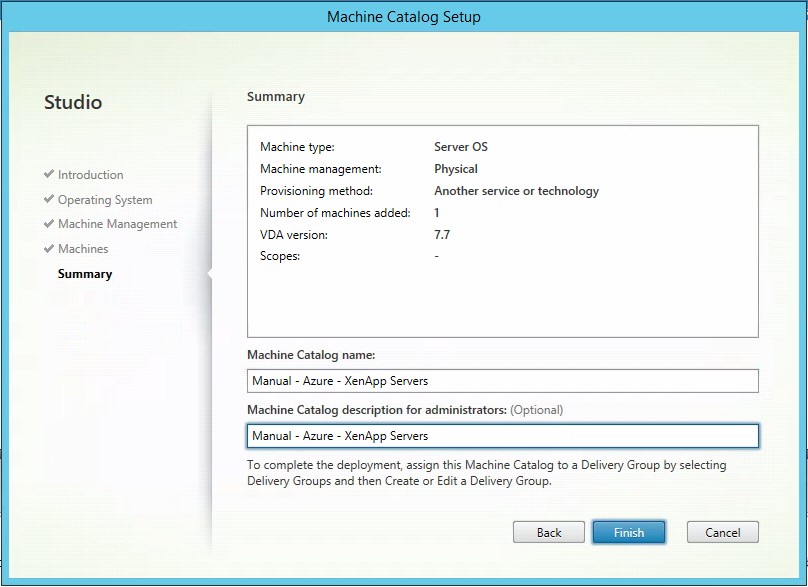 Machine Catalog Setup
Studio
Introduction
Operating System
Machine Management
Machines
Summary
Summary
Machine type: Server OS
Machine management: Physical
Provisioning method: Another service or technology
Number of machines added: 1
VDA version: 7.7
Scopes: -
Machine Catalog name:
Manual - Azure - XenApp Servers
Machine Catalog description for administrators: (Optional)
Manual - Azure - XenApp Servers
To complete the deployment, assign this Machine Catalog to a Delivery Group by selecting
Delivery Groups and then Create or Edit a Delivery Group.
Back Finish Cancel